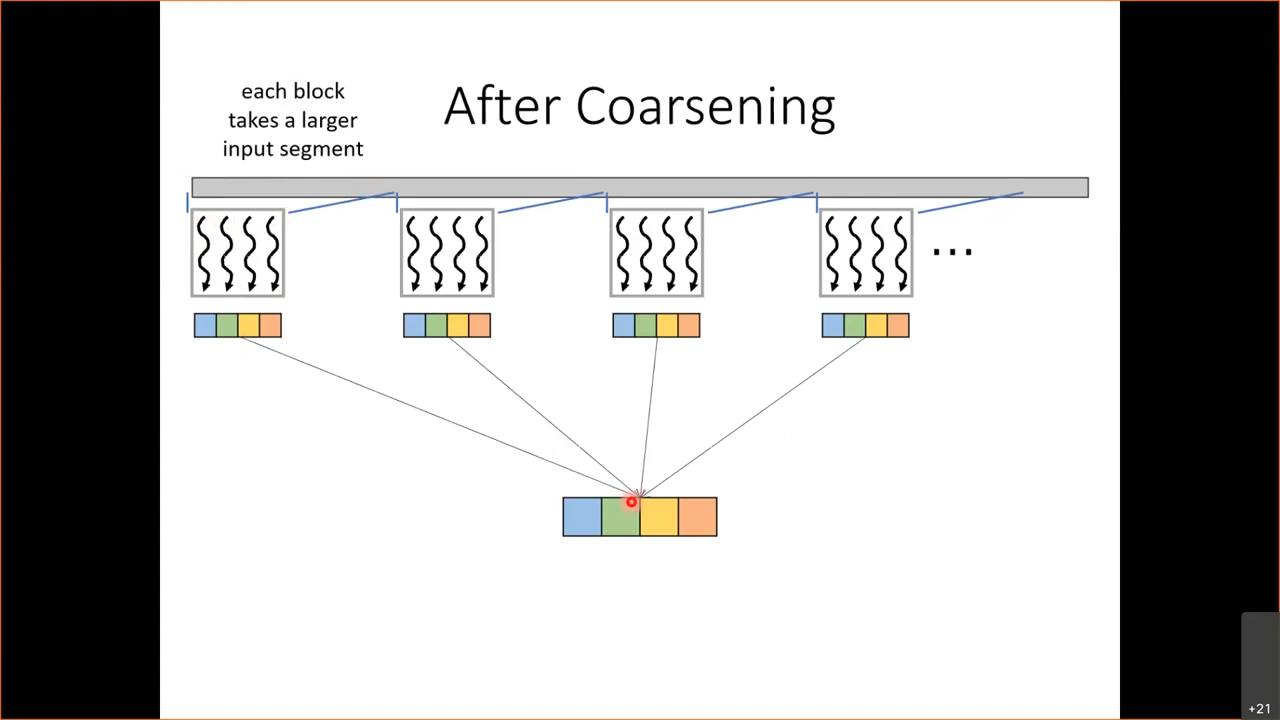 each block
takes a larger
input segment
After Coarsening
...
+21